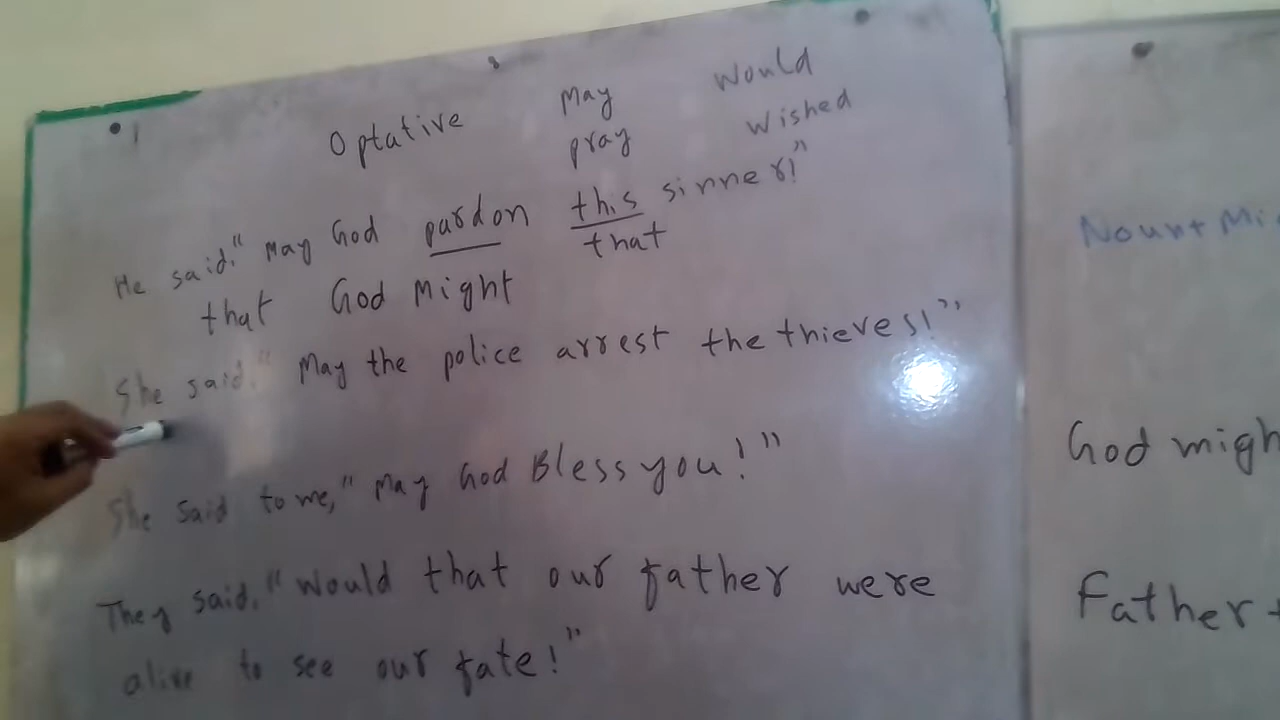 Optative May Would
pray Wished
He said," May God pardon this sinner!"
that
that God Might
She said," May the police arrest the thieves!"
She said to me," May God Bless you!"
They said," Would that our father were
alive to see our fate!"
Noun+
God
Father